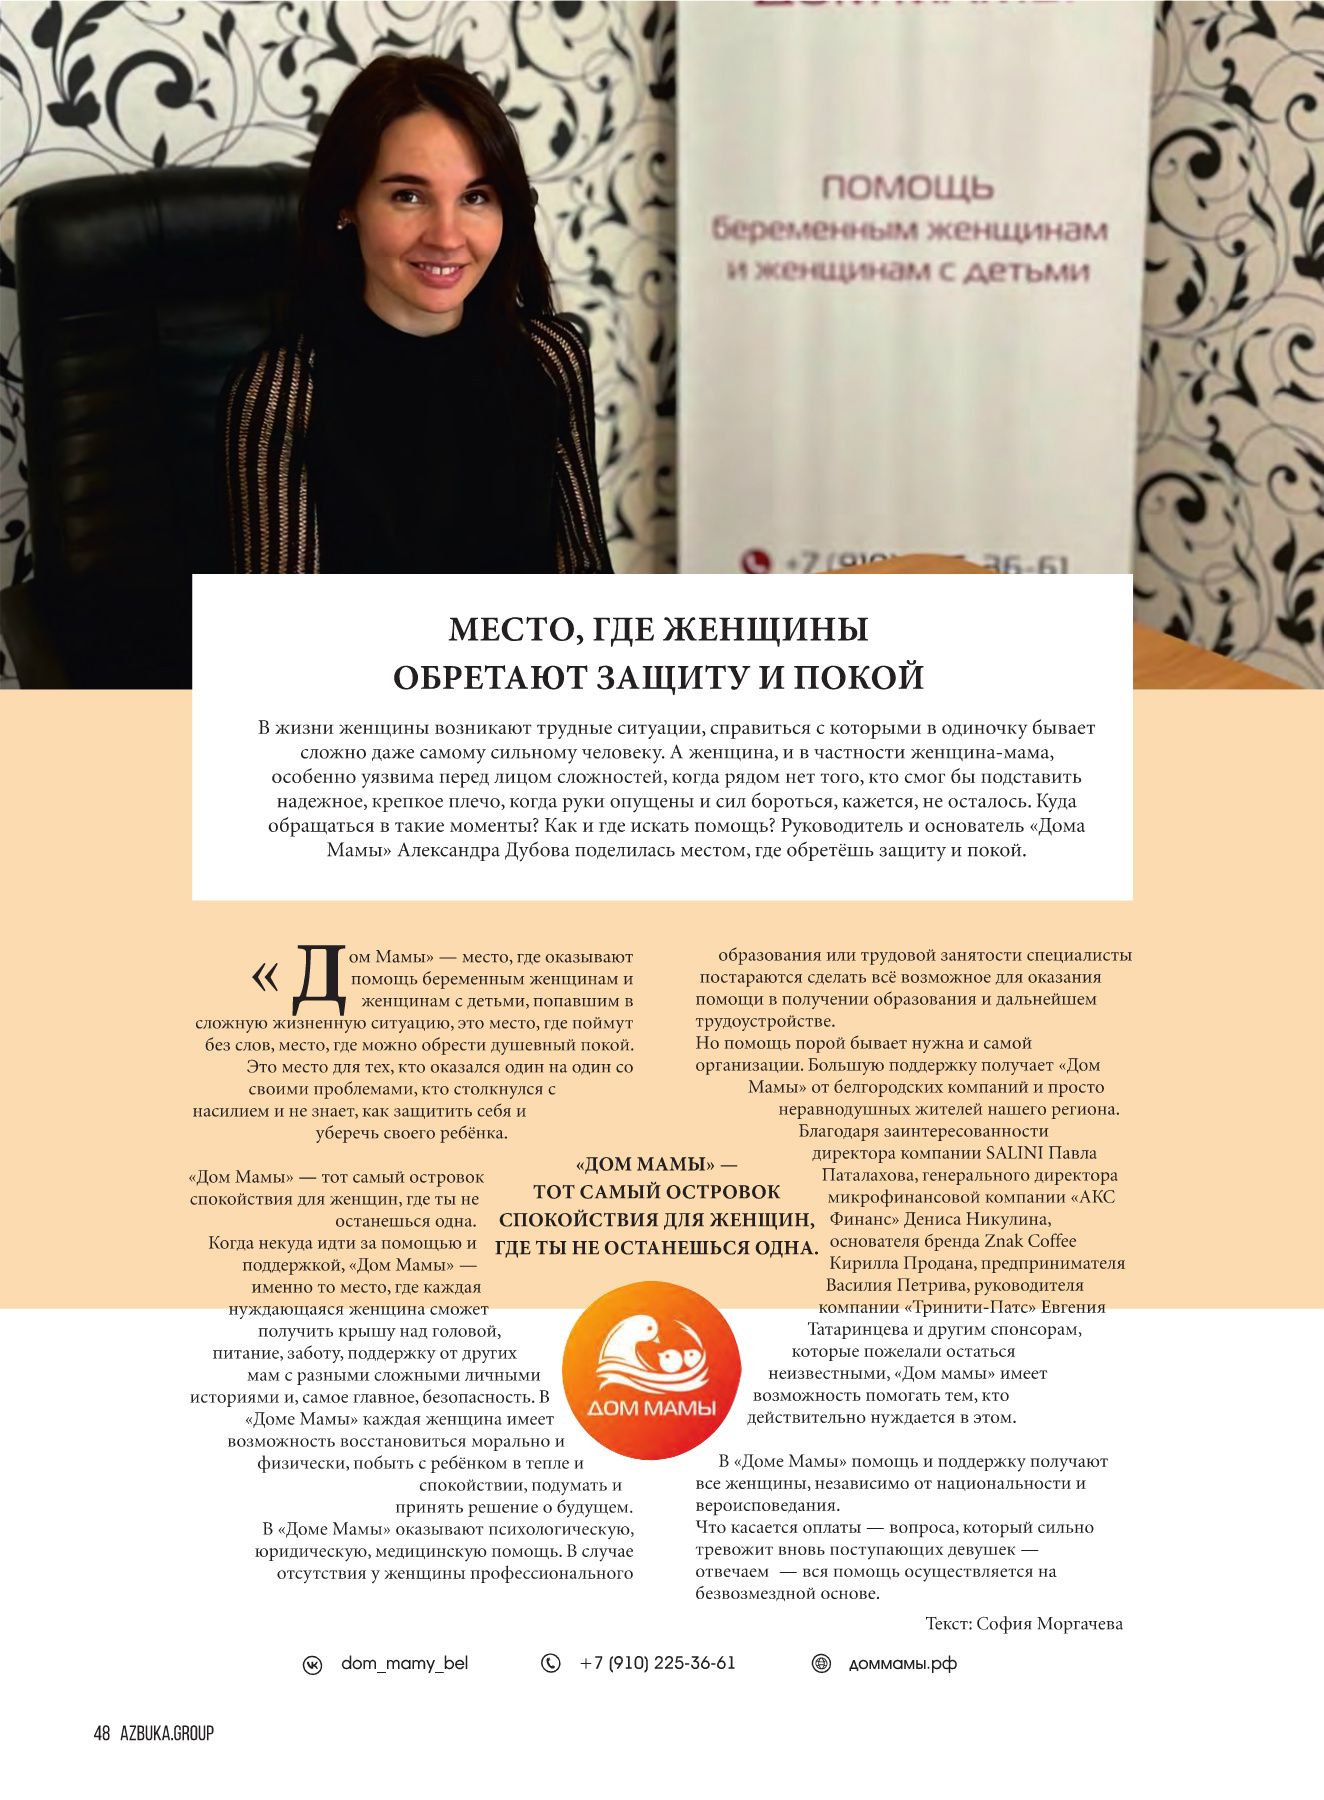 ПОМОЩЬ
беременным женщинам
и женщинам с детьми
МЕСТО, ГДЕ ЖЕНЩИНЫ
ОБРЕТАЮТ ЗАЩИТУ И ПОКОЙ
В жизни женщины возникают трудные ситуации, справиться с которыми в одиночку бывает
сложно даже самому сильному человеку. А женщина, и в частности женщина-мама,
особенно уязвима перед лицом сложностей, когда рядом нет того, кто смог бы подставить
надежное, крепкое плечо, когда руки опущены и сил бороться, кажется, не осталось. Куда
обращаться в такие моменты? Как и где искать помощь? Руководитель и основатель «Дома
Мамы» Александра Дубова поделилась местом, где обретёшь защиту и покой.
«Дом Мамы» — место, где оказывают
помощь беременным женщинам и
женщинам с детьми, попавшим в
сложную жизненную ситуацию, это место, где поймут
без слов, место, где можно обрести душевный покой.
Это место для тех, кто оказался один на один со
своими проблемами, кто столкнулся с
насилием и не знает, как защитить себя и
уберечь своего ребёнка.
«Дом Мамы» — тот самый островок
спокойствия для женщин, где ты не
останешься одна.
Когда некуда идти за помощью и
поддержкой, «Дом Мамы» —
именно то место, где каждая
нуждающаяся женщина сможет
получить крышу над головой,
питание, заботу, поддержку от других
мам с разными сложными личными
историями и, самое главное, безопасность. В
«Доме Мамы» каждая женщина имеет
возможность восстановиться морально и
физически, побыть с ребёнком в тепле и
спокойствии, подумать и
принять решение о будущем.
В «Доме Мамы» оказывают психологическую,
юридическую, медицинскую помощь. В случае
отсутствия у женщины профессионального
«ДОМ МАМЫ» —
ТОТ САМЫЙ ОСТРОВОК
СПОКОЙСТВИЯ ДЛЯ ЖЕНЩИН,
ГДЕ ТЫ НЕ ОСТАНЕШЬСЯ ОДНА.
ДОМ МАМЫ
образования или трудовой занятости специалисты
постараются сделать всё возможное для оказания
помощи в получении образования и дальнейшем
трудоустройстве.
Но помощь порой бывает нужна и самой
организации. Большую поддержку получает «Дом
Мамы» от белгородских компаний и просто
неравнодушных жителей нашего региона.
Благодаря заинтересованности
директора компании SALINI Павла
Паталахова, генерального директора
микрофинансовой компании «АКС
Финанс» Дениса Никулина,
основателя бренда Znak Coffee
Кирилла Продана, предпринимателя
Василия Петрива, руководителя
компании «Тринити-Патс» Евгения
Татаринцева и другим спонсорам,
которые пожелали остаться
неизвестными, «Дом мамы» имеет
возможность помогать тем, кто
действительно нуждается в этом.
В «Доме Мамы» помощь и поддержку получают
все женщины, независимо от национальности и
вероисповедания.
Что касается оплаты — вопроса, который сильно
тревожит вновь поступающих девушек —
отвечаем — вся помощь осуществляется на
безвозмездной основе.
Текст: София Моргачева
dom_mamy_bel
+7 (910) 225-36-61
доммамы.рф
48 AZBUKA.GROUP